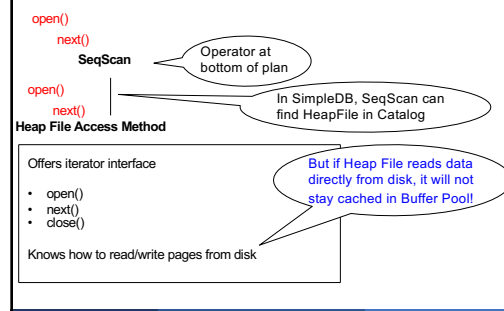 open()
next()
SeqScan
Operator at
bottom of plan
open()
next()
In SimpleDB, SeqScan can
find HeapFile in Catalog
Heap File Access Method
Offers iterator interface
• open()
• next()
• close()
Knows how to read/write pages from disk
But if Heap File reads data
directly from disk, it will not
stay cached in Buffer Pool!